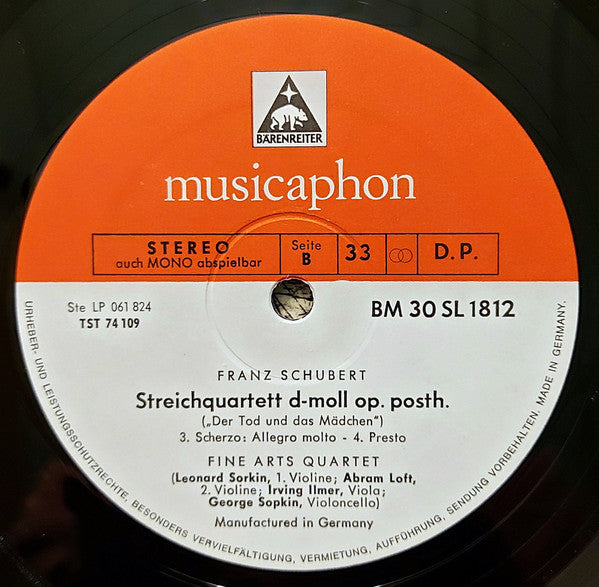 BÄRENREITER
musicaphon
STEREO
auch MONO abspielbar
Seite
B
33
D.P.
Ste LP 061 824
TST 74 109
BM 30 SL 1812
FRANZ SCHUBERT
Streichquartett d-moll op. posth.
(„Der Tod und das Mädchen“)
3. Scherzo: Allegro molto - 4. Presto
FINE ARTS QUARTET
(Leonard Sorkin, 1. Violine; Abram Loft,
2. Violine; Irving Ilmer, Viola;
George Sopkin, Violoncello)
Manufactured in Germany
URHEBER- UND LEISTUNGSSCHUTZRECHTE, BESONDERS VERVIELFÄLTIGUNG, VERMIETUNG, AUFFÜHRUNG, SENDUNG VORBEHALTEN. MADE IN GERMANY.